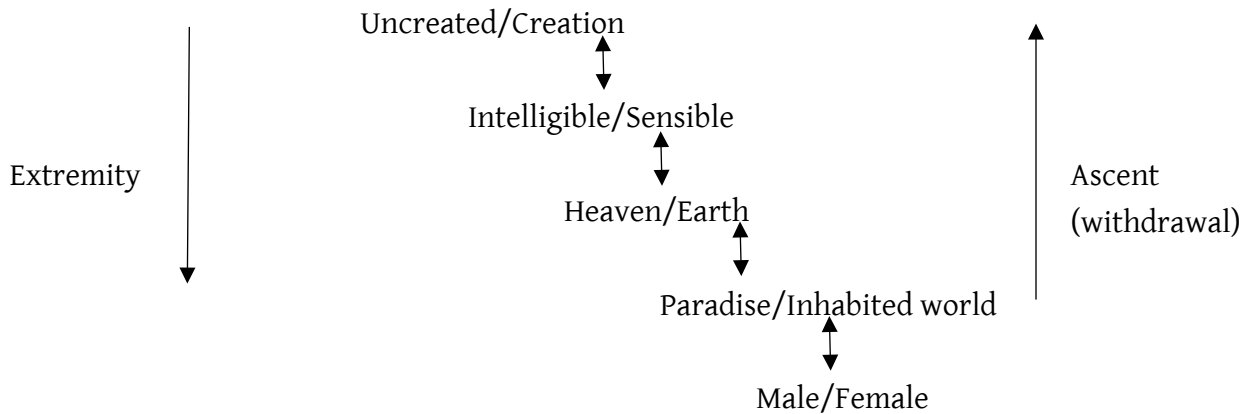 Uncreated/Creation
Intelligible/Sensible
Extremity
Ascent
(withdrawal)
Heaven/Earth
Paradise/Inhabited world
Male/Female